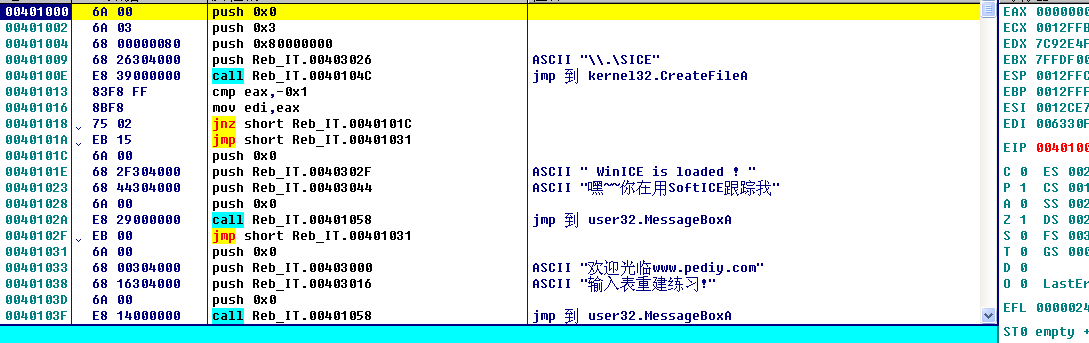 00401000 6A 00 push 0x0 EAX 0000000
00401002 6A 03 push 0x3 ECX 0012FFB
00401004 68 00000080 push 0x80000000 EDX 7C92E4F
00401009 68 26304000 push Reb_IT.00403026 ASCII "\\.\SICE" EBX 7FFDF00
0040100E E8 39000000 call Reb_IT.0040104C jmp 到 kernel32.CreateFileA ESP 0012FFC
00401013 83F8 FF cmp eax,-0x1 EBP 0012FFF
00401016 8BF8 mov edi,eax ESI 0012CE7
00401018 75 02 jnz short Reb_IT.0040101C EDI 006330F
0040101A EB 15 jmp short Reb_IT.00401031 EIP 0040100
0040101C 6A 00 push 0x0
0040101E 68 2F304000 push Reb_IT.0040302F ASCII " WinICE is loaded ! " C 0 ES 002
00401023 68 44304000 push Reb_IT.00403044 ASCII "嘿~~你在用SoftICE跟踪我" P 1 CS 001
00401028 6A 00 push 0x0 A 0 SS 002
0040102A E8 29000000 call Reb_IT.00401058 jmp 到 user32.MessageBoxA Z 1 DS 002
0040102F EB 00 jmp short Reb_IT.00401031 S 0 FS 003
00401031 6A 00 push 0x0 T 0 GS 000
00401033 68 00304000 push Reb_IT.00403000 ASCII "欢迎光临www.pediy.com" D 0
00401038 68 16304000 push Reb_IT.00403016 ASCII "输入表重建练习!" O 0 LastEr
0040103D 6A 00 push 0x0 EFL 0000024
0040103F E8 14000000 call Reb_IT.00401058 jmp 到 user32.MessageBoxA
ST0 empty +